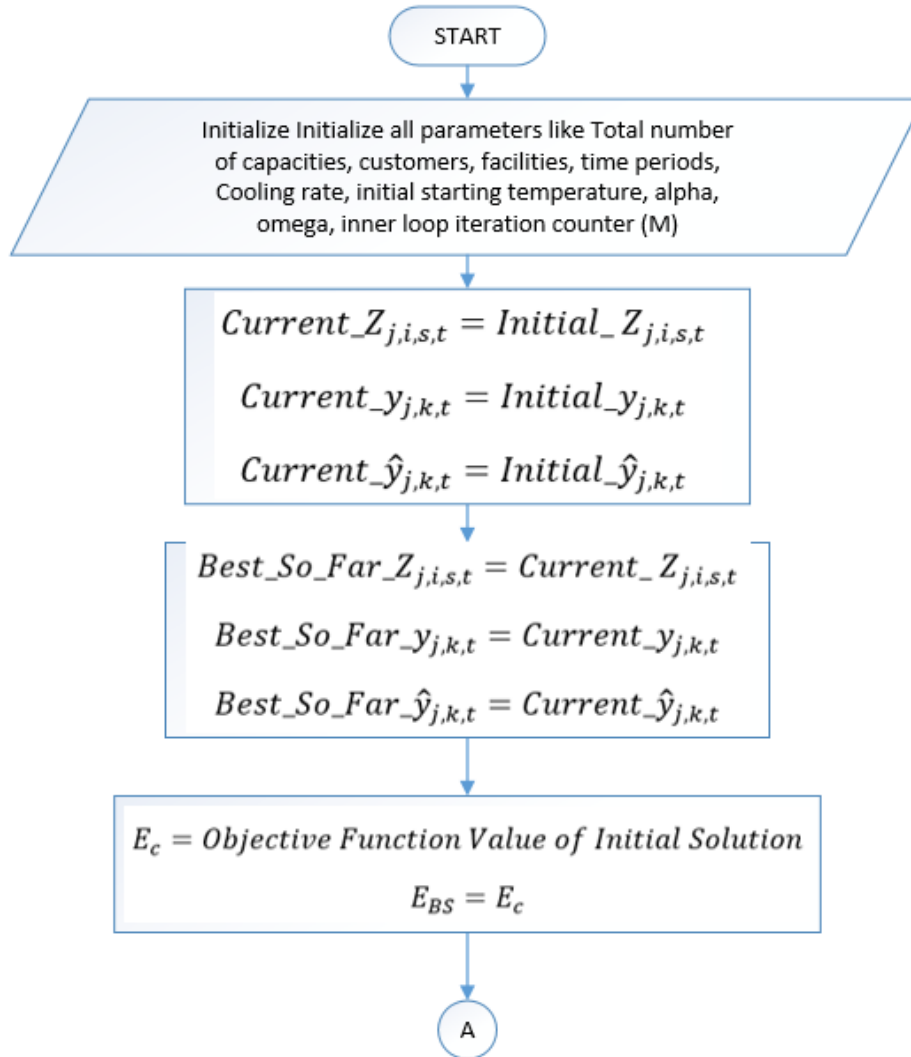 START
Initialize Initialize all parameters like Total number
of capacities, customers, facilities, time periods,
Cooling rate, initial starting temperature, alpha,
omega, inner loop iteration counter (M)
Current_Z_{j,i,s,t} = Initial_ Z_{j,i,s,t}
Current_y_{j,k,t} = Initial_y_{j,k,t}
Current_ŷ_{j,k,t} = Initial_ŷ_{j,k,t}
Best_So_Far_Z_{j,i,s,t} = Current_ Z_{j,i,s,t}
Best_So_Far_y_{j,k,t} = Current_y_{j,k,t}
Best_So_Far_ŷ_{j,k,t} = Current_ŷ_{j,k,t}
E_c = Objective Function Value of Initial Solution
E_{BS} = E_c
A